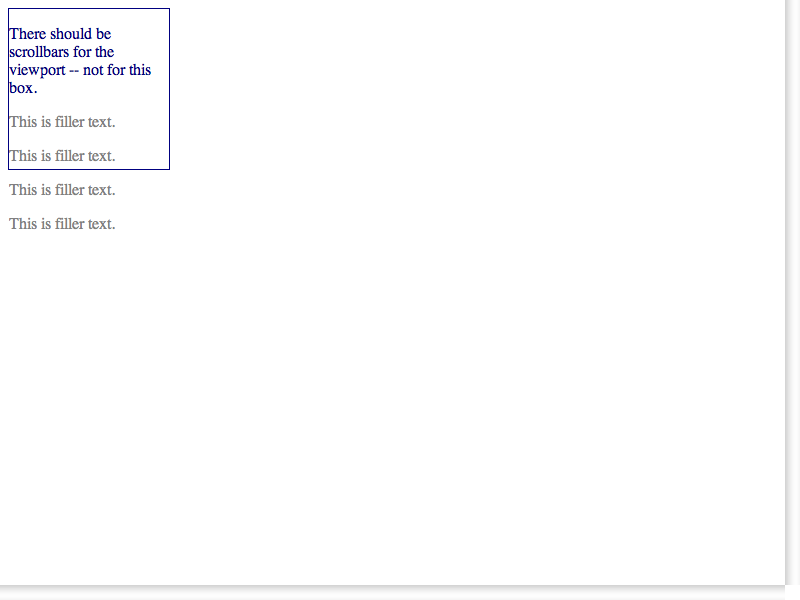 There should be
scrollbars for the
viewport -- not for this
box.
This is filler text.
This is filler text.
This is filler text.
This is filler text.